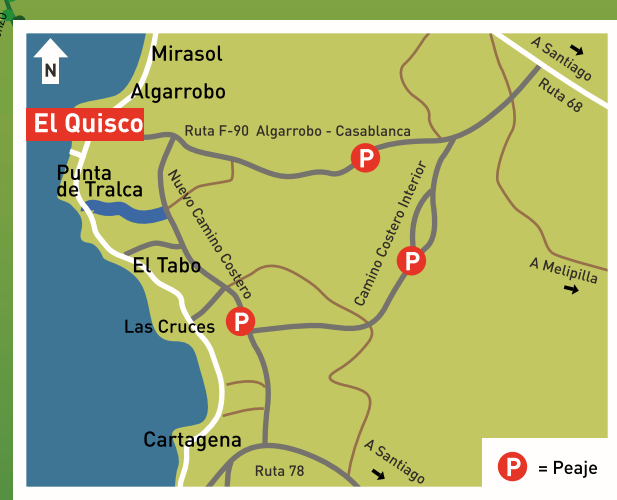 N
Mirasol
Algarrobo
El Quisco
Ruta F-90 Algarrobo - Casablanca
A Santiago
Ruta 68
P
Punta
de Tralca
Nuevo Camino Costero
Camino Costero Interior
P
A Melipilla
El Tabo
Las Cruces
P
Cartagena
Ruta 78
A Santiago
P = Peaje